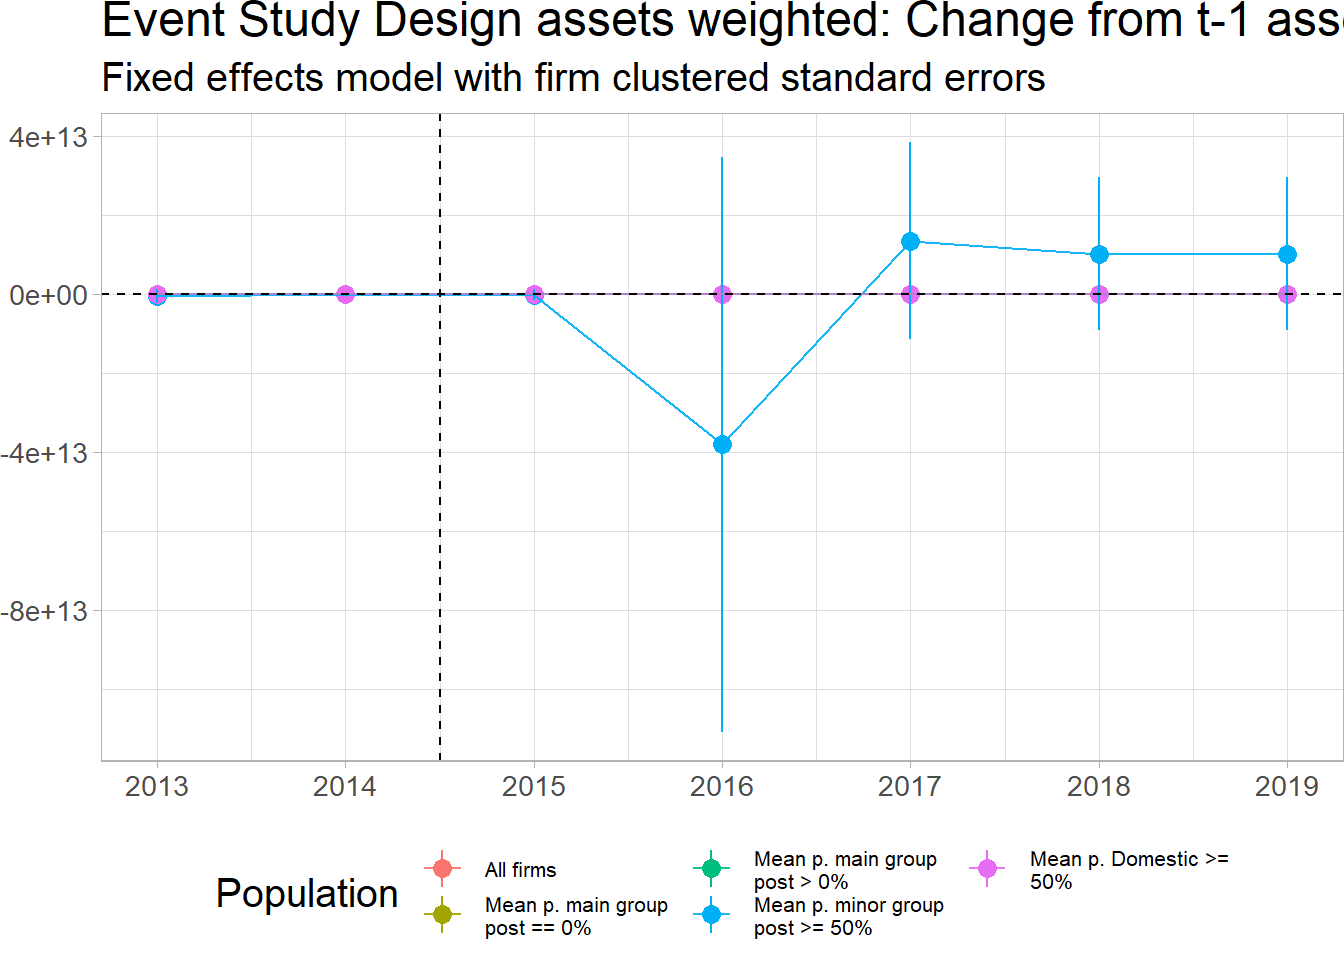 Event Study Design assets weighted: Change from t-1
Fixed effects model with firm clustered standard errors
4e+13
0e+00
-4e+13
-8e+13
2013 2014 2015 2016 2017 2018 2019
Population
All firms
Mean p. main group
post == 0%
Mean p. main group
post > 0%
Mean p. minor group
post >= 50%
Mean p. Domestic >=
50%